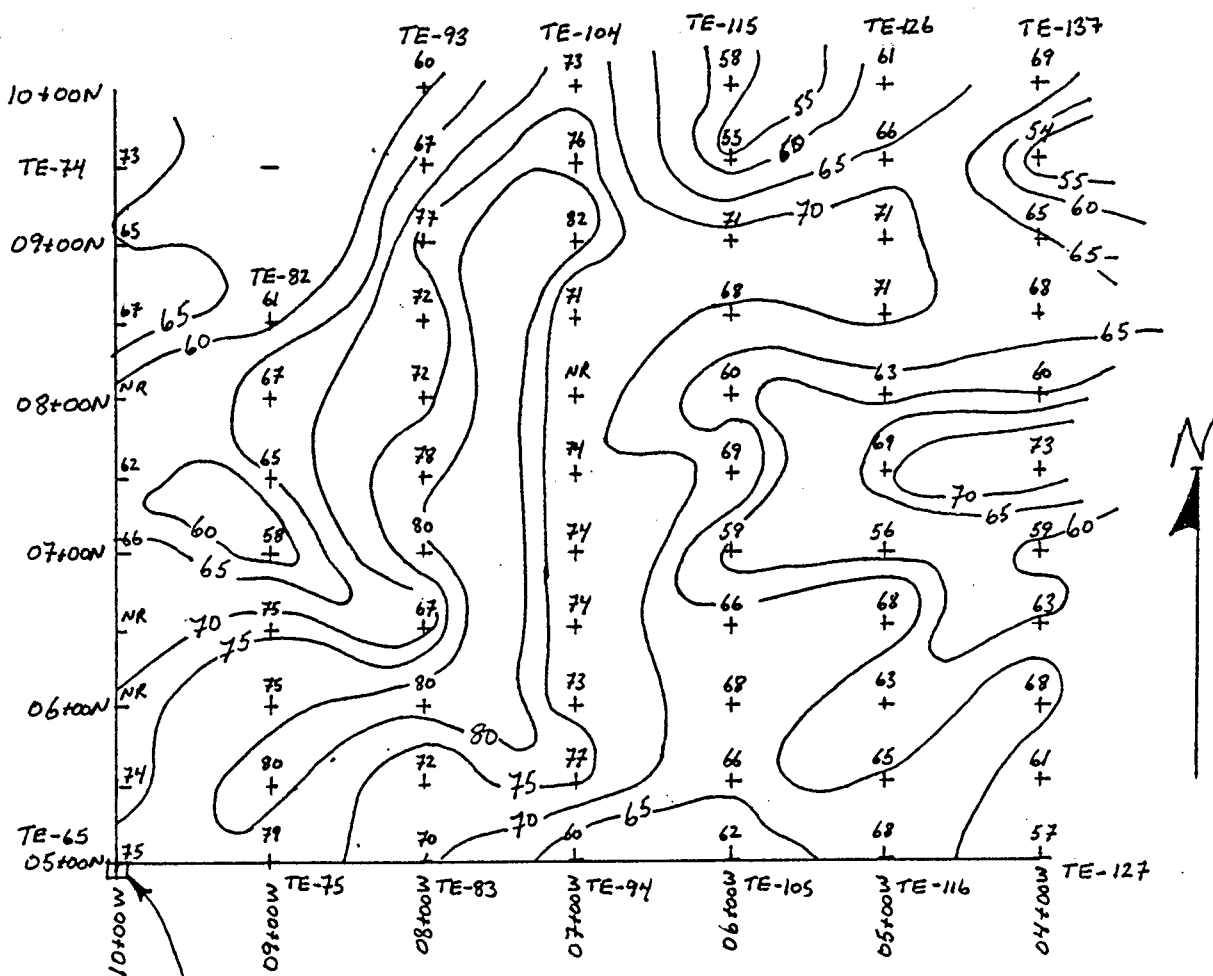 TE-93 TE-104 TE-115 TE-126 TE-137
60 73 58 61 69
10+00N
55
TE-74 73 67 76 55 60 66 54
65 55
77 82 71 70 71 65 60
09+00N 65
TE-82 65
61 72 71 68 71 68
67 65
60 65
NR 67 72 NR 60 63 60
08+00N
62 65 78 74 69 69 73
70
60 65
66 58 80 74 59 56 59 60
07+00N
65
NR 70 75 67 74 66 68 63
75
NR 75 80 73 68 63 68
06+00N
80
74 80 72 77 66 65 61
75
70 65
TE-65 75 79 70 60 62 68 57
05+00N
TE-75 TE-83 TE-94 TE-105 TE-116 TE-127
10+00W 09+00W 08+00W 07+00W 06+00W 05+00W 04+00W
N